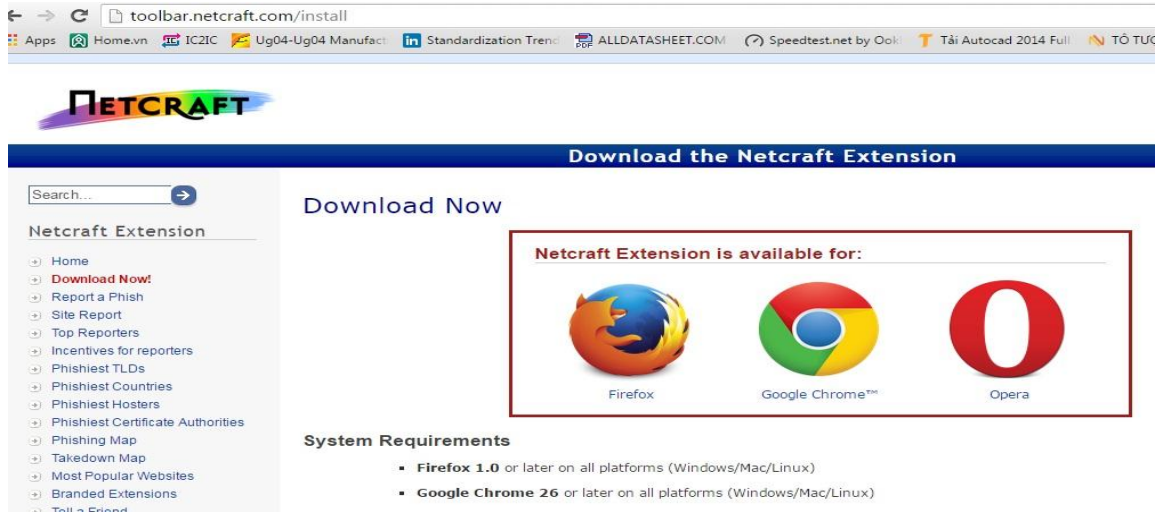 toolbar.netcraft.com/install
Apps Home.vn IC2IC Ug04-Ug04 Manufact in Standardization Trend PDF ALLDATASHEET.COM Speedtest.net by Ookl Tải Autocad 2014 Full TÔ TƯỢ
NETCRAFT
Download the Netcraft Extension
Search...
Netcraft Extension
Home
Download Now!
Report a Phish
Site Report
Top Reporters
Incentives for reporters
Phishiest TLDs
Phishiest Countries
Phishiest Hosters
Phishiest Certificate Authorities
Phishing Map
Takedown Map
Most Popular Websites
Branded Extensions
Tell a Friend
Download Now
Netcraft Extension is available for:
Firefox Google Chrome™ Opera
System Requirements
Firefox 1.0 or later on all platforms (Windows/Mac/Linux)
Google Chrome 26 or later on all platforms (Windows/Mac/Linux)